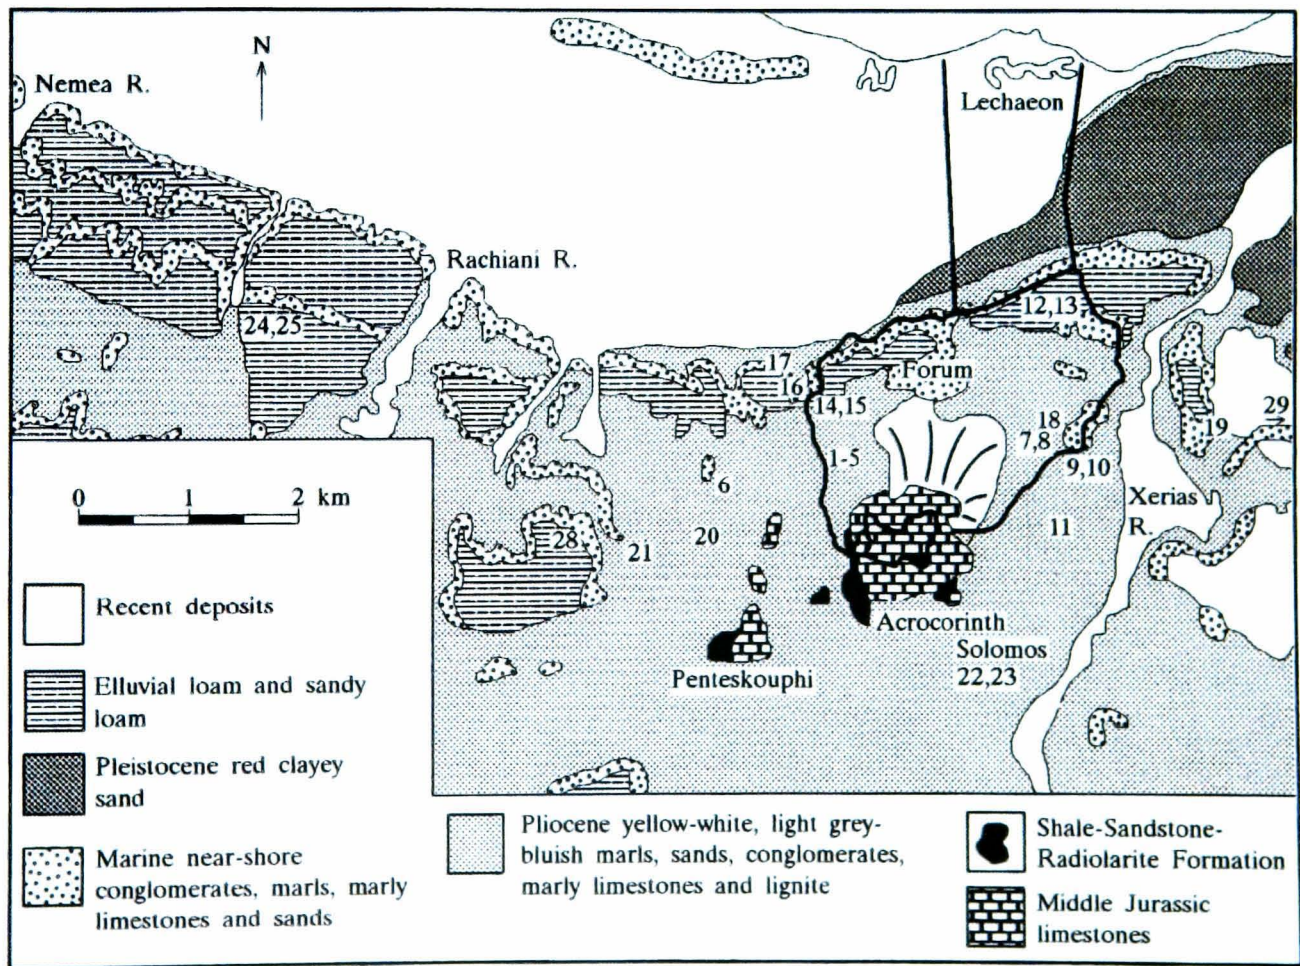 N
Nemea R.
Lechaeon
Rachiani R.
12,13
24,25
17
Forum
16
29
14,15
18
19
7,8
1-5
9,10
6
Xerias
R.
0 1 2 km
11
20
28
21
Acrocorinth
Solomos
22,23
Penteskouphi
Recent deposits
Elluvial loam and sandy
loam
Pleistocene red clayey
sand
Marine near-shore
conglomerates, marls, marly
limestones and sands
Pliocene yellow-white, light grey-
bluish marls, sands, conglomerates,
marly limestones and lignite
Shale-Sandstone-
Radiolarite Formation
Middle Jurassic
limestones